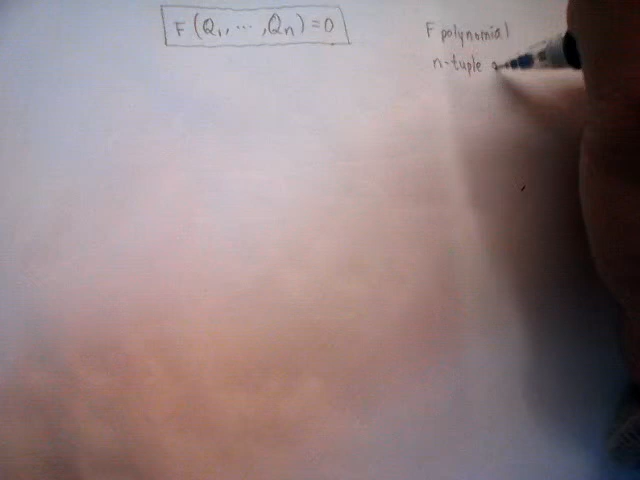 F(Q₁, ⋯, Qₙ) = 0
F polynomial
n-tuple